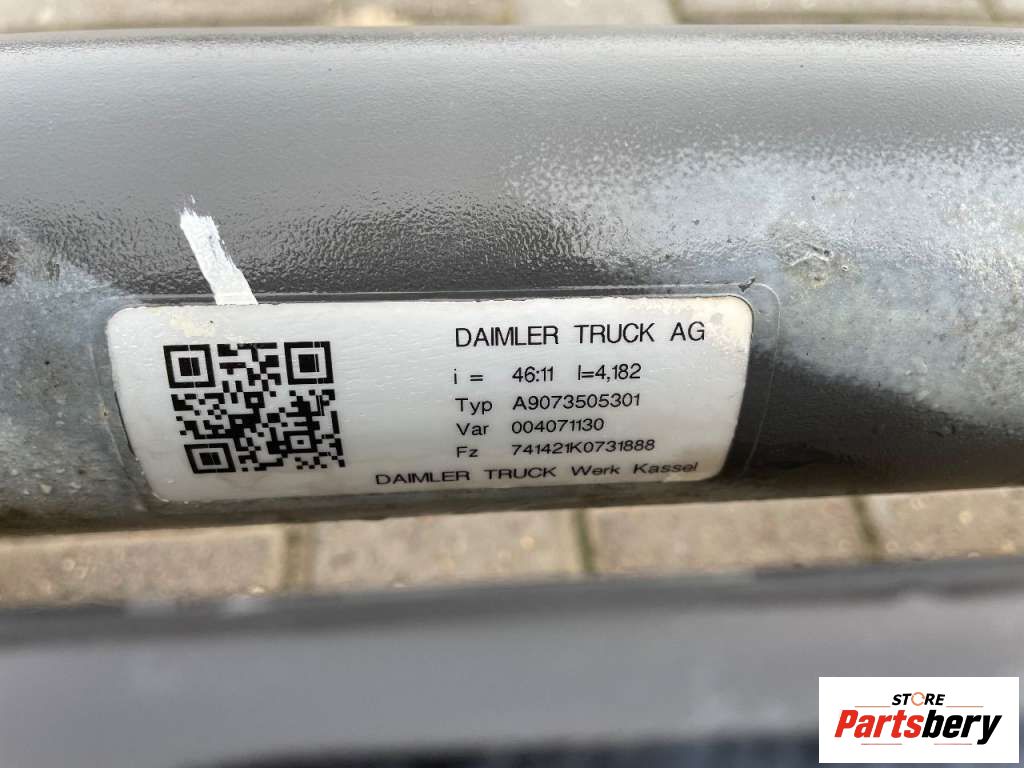 DAIMLER TRUCK AG
i = 46:11 I=4,182
Typ A9073505301
Var 004071130
Fz 741421K0731888
DAIMLER TRUCK Werk Kassel
STORE
Partsbery